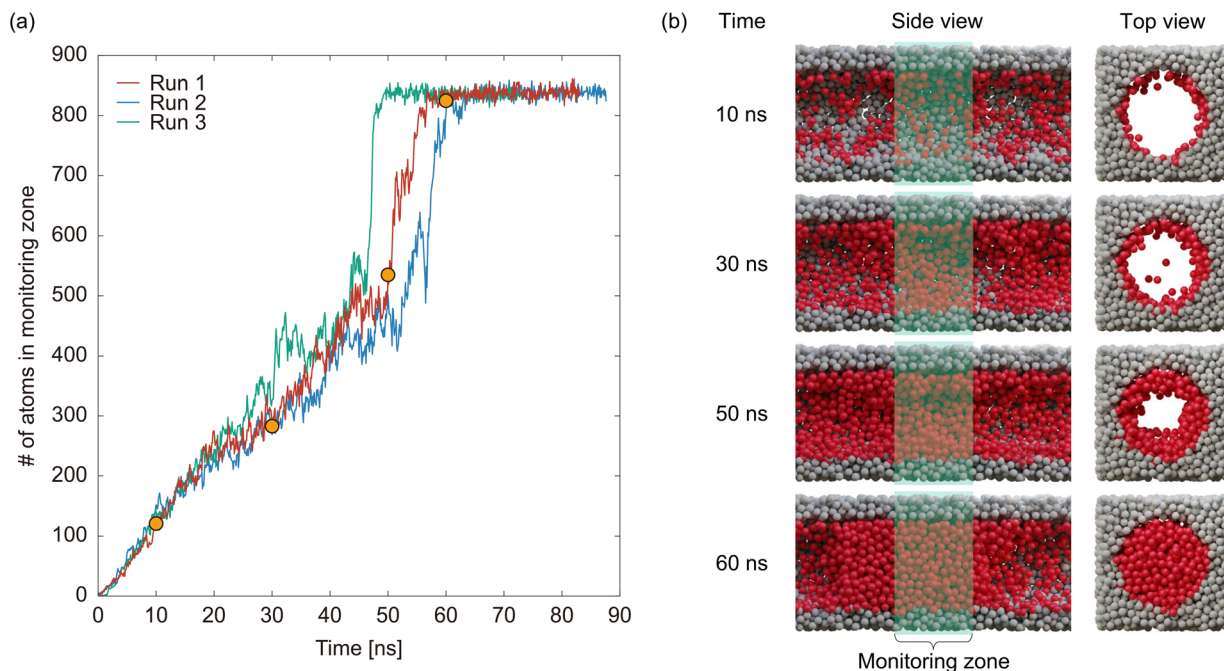 (a)
900
800
700
600
500
400
300
200
100
0
# of atoms in monitoring zone
Run 1
Run 2
Run 3
0 10 20 30 40 50 60 70 80 90
Time [ns]
(b)
Time Side view Top view
10 ns
30 ns
50 ns
60 ns
Monitoring zone